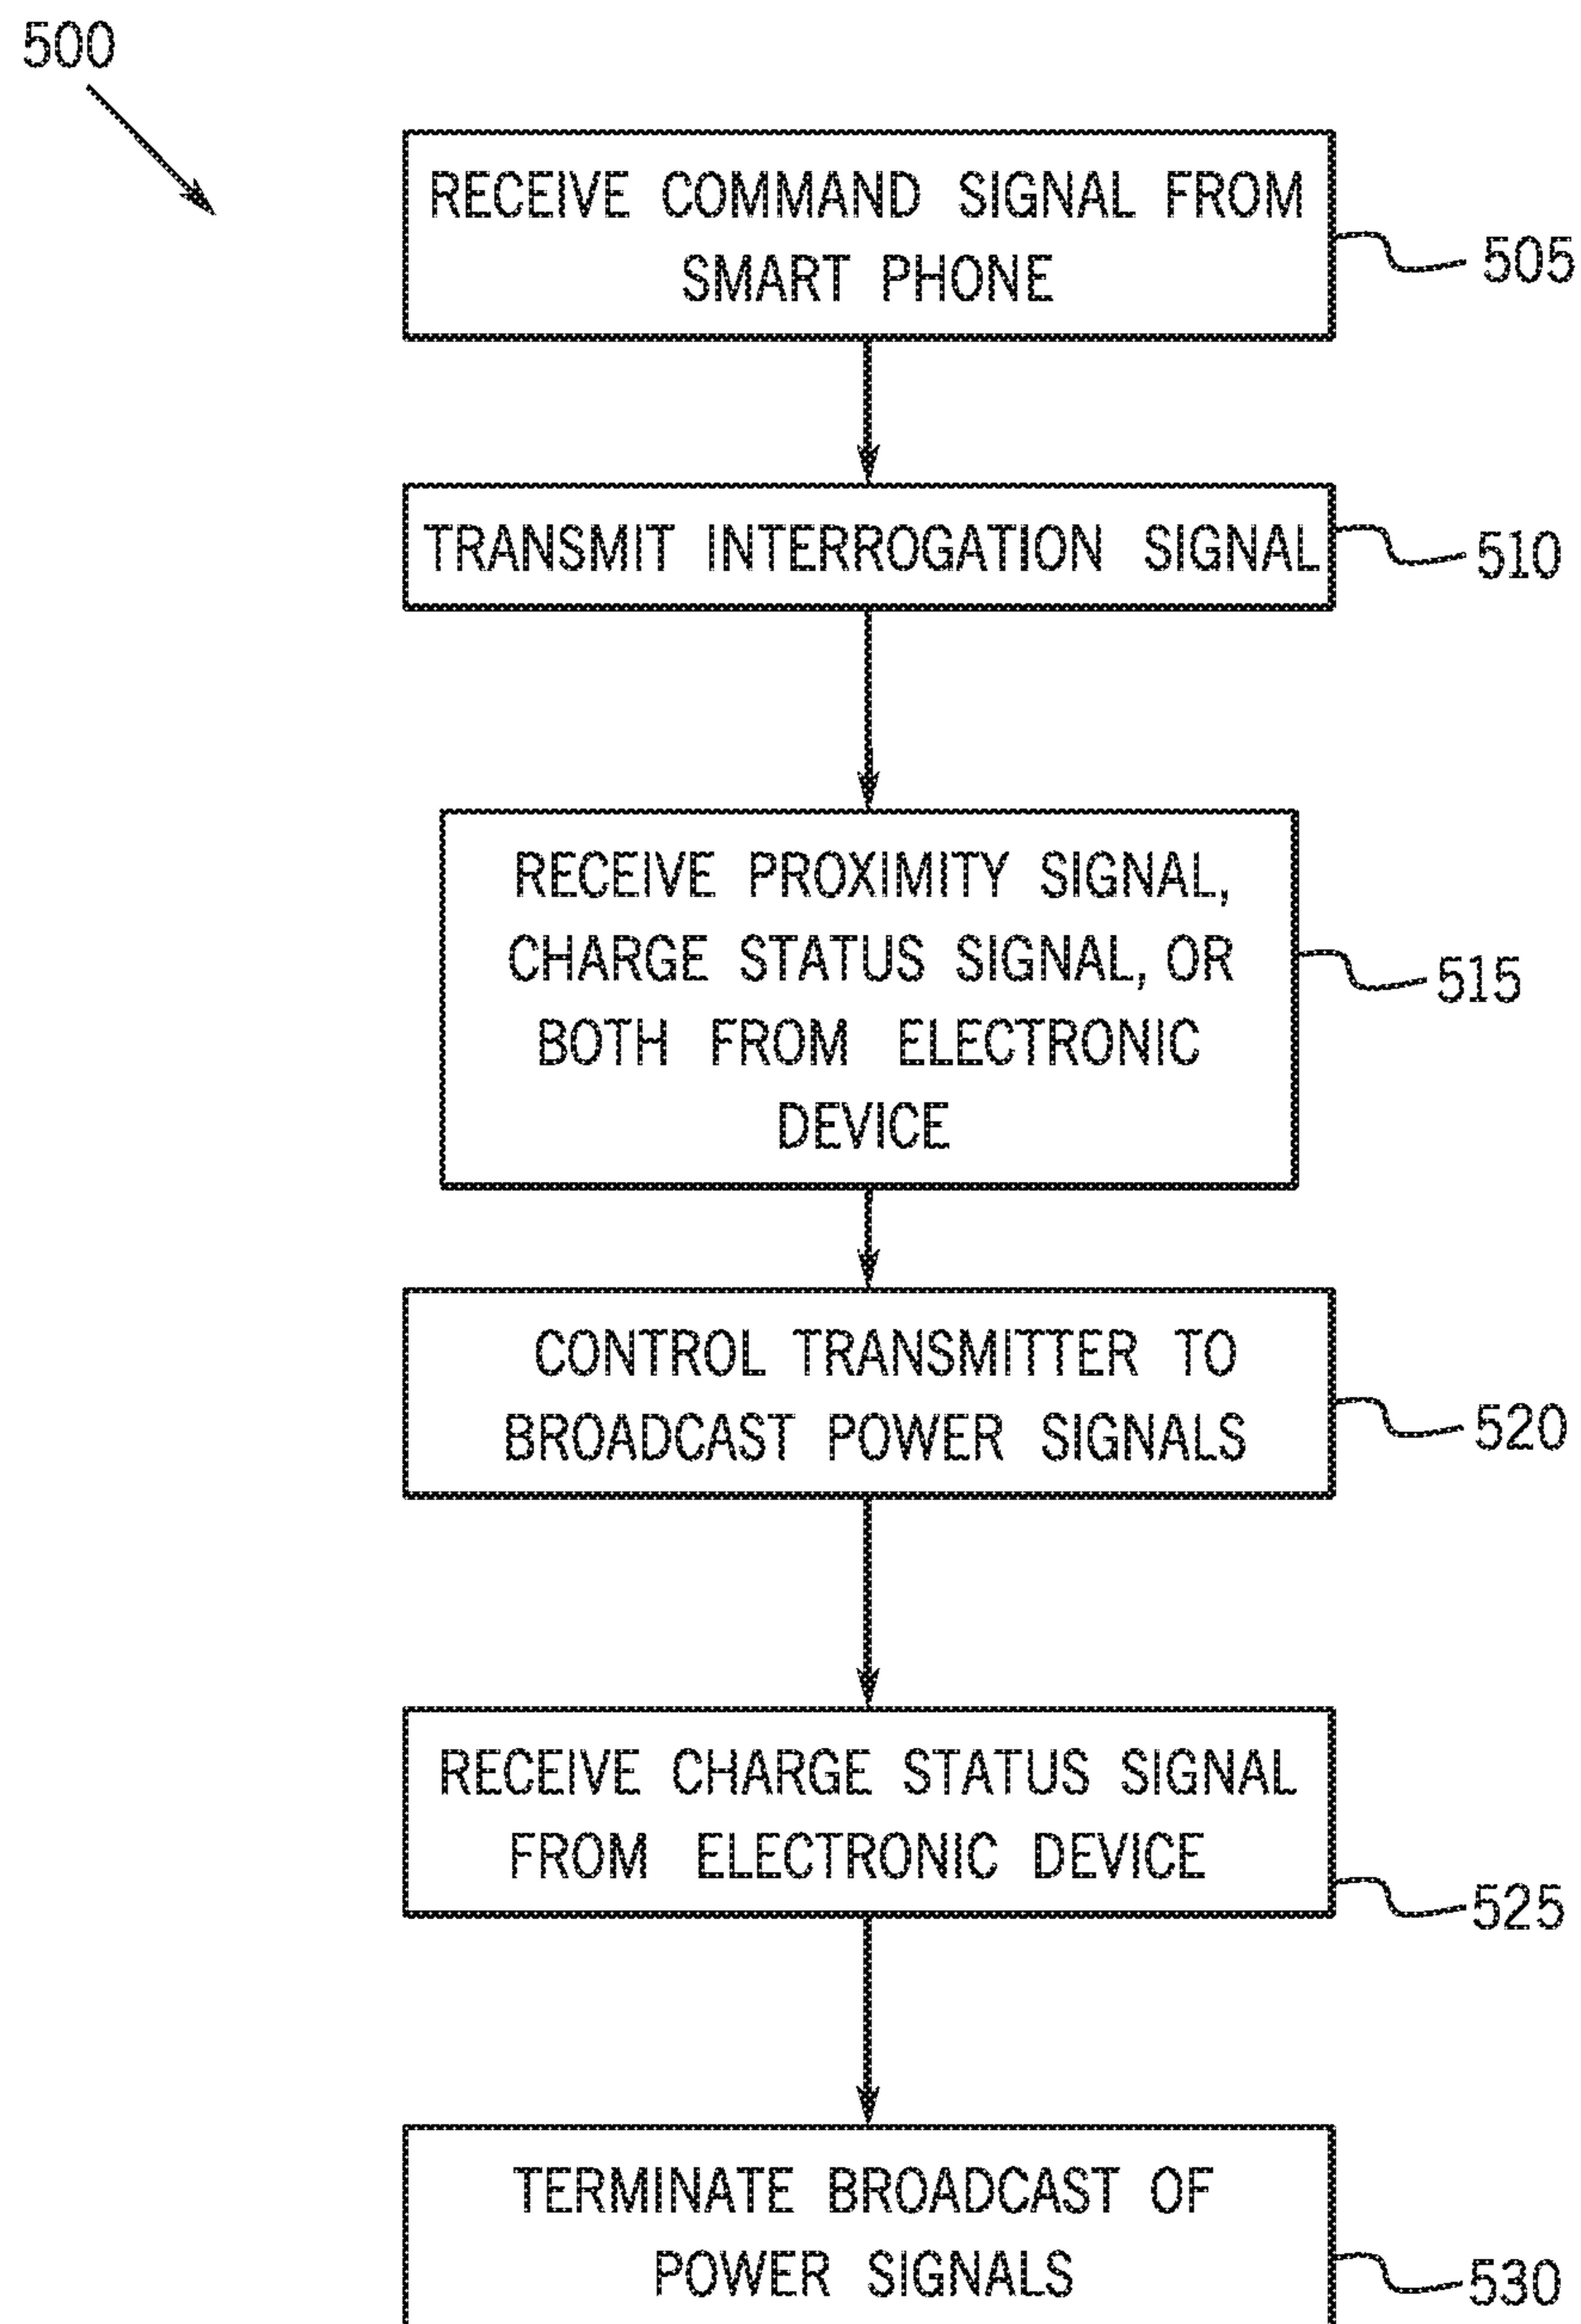 500
RECEIVE COMMAND SIGNAL FROM
SMART PHONE
505
TRANSMIT INTERROGATION SIGNAL
510
RECEIVE PROXIMITY SIGNAL,
CHARGE STATUS SIGNAL, OR
BOTH FROM ELECTRONIC
DEVICE
515
CONTROL TRANSMITTER TO
BROADCAST POWER SIGNALS
520
RECEIVE CHARGE STATUS SIGNAL
FROM ELECTRONIC DEVICE
525
TERMINATE BROADCAST OF
POWER SIGNALS
530